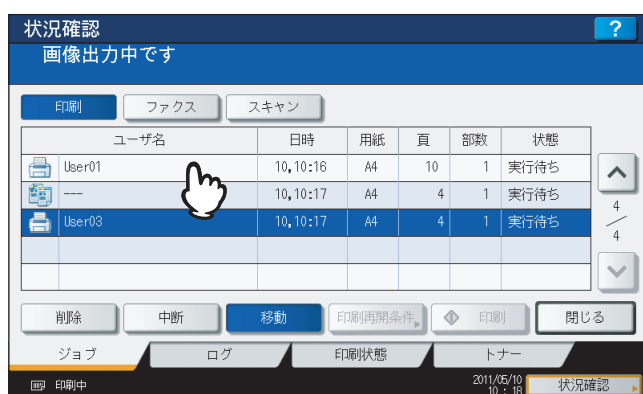 状況確認 ?
画像出力中です
印刷 ファクス スキャン
ユーザ名 日時 用紙 頁 部数 状態
User01 10,10:16 A4 10 1 実行待ち
--- 10,10:17 A4 4 1 実行待ち
User03 10,10:17 A4 4 1 実行待ち
4
/
4
削除 中断 移動 印刷再開条件 印刷 閉じる
ジョブ ログ 印刷状態 トナー
印刷中 2011/05/10
10 : 18 状況確認